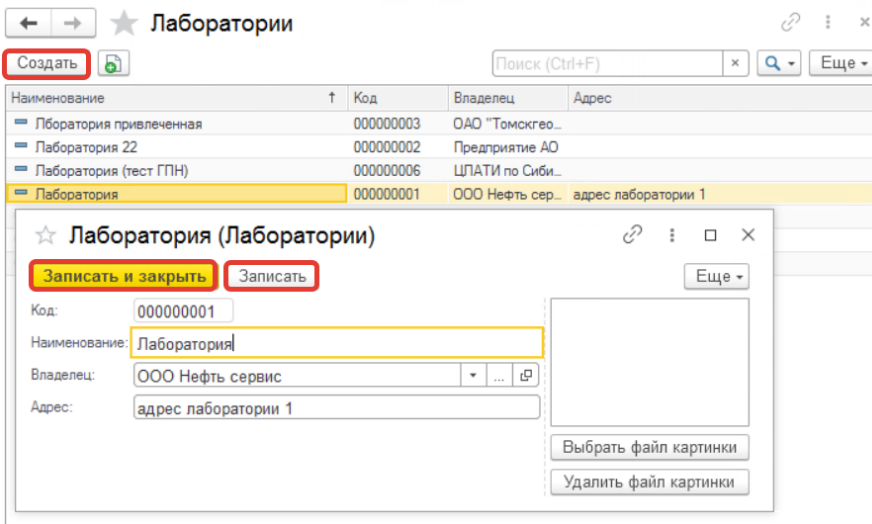 Лаборатории
Создать Поиск (Ctrl+F) × Еще
Наименование ↑ Код Владелец Адрес
Лборатория привлеченная 000000003 ОАО "Томскгео...
Лаборатория 22 000000002 Предприятие АО
Лаборатория (тест ГПН) 000000006 ЦЛАТИ по Сиби...
Лаборатория 000000001 ООО Нефть сер... адрес лаборатории 1
Лаборатория (Лаборатории)
Записать и закрыть Записать Еще
Код: 000000001
Наименование: Лаборатория
Владелец: ООО Нефть сервис ...
Адрес: адрес лаборатории 1
Выбрать файл картинки
Удалить файл картинки